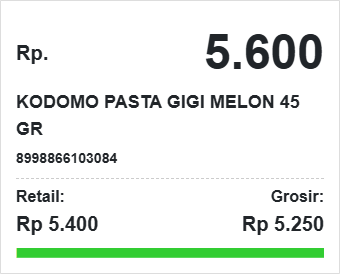 Rp. 5.600
KODOMO PASTA GIGI MELON 45
GR
8998866103084
Retail: Grosir:
Rp 5.400 Rp 5.250